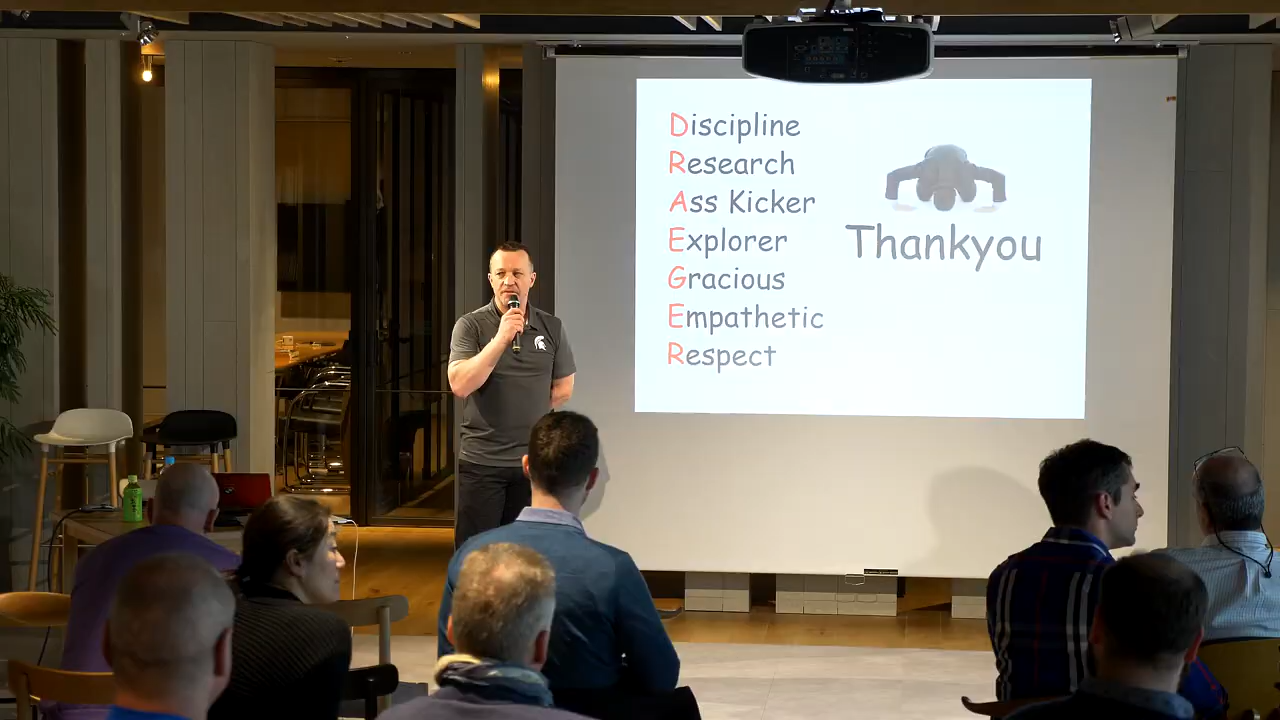 Discipline
Research
Ass Kicker
Explorer
Gracious
Empathetic
Respect
Thankyou